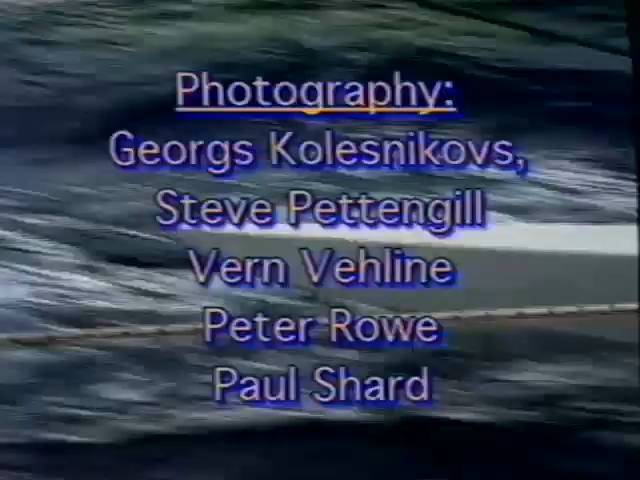 Photography:
Georgs Kolesnikovs,
Steve Pettengill
Vern Vehline
Peter Rowe
Paul Shard